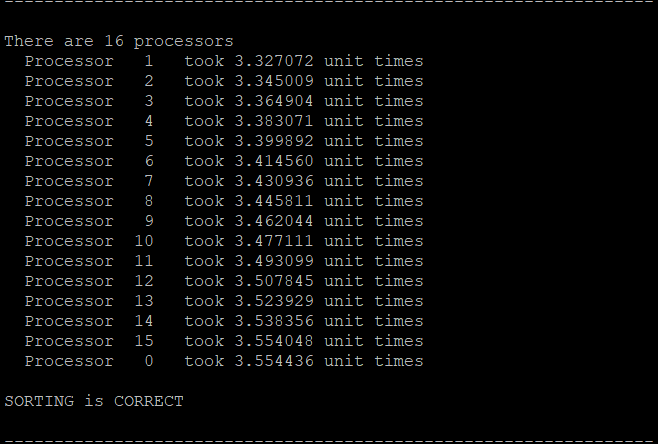 -----------------------------------------------------------------
There are 16 processors
  Processor   1   took 3.327072 unit times
  Processor   2   took 3.345009 unit times
  Processor   3   took 3.364904 unit times
  Processor   4   took 3.383071 unit times
  Processor   5   took 3.399892 unit times
  Processor   6   took 3.414560 unit times
  Processor   7   took 3.430936 unit times
  Processor   8   took 3.445811 unit times
  Processor   9   took 3.462044 unit times
  Processor  10   took 3.477111 unit times
  Processor  11   took 3.493099 unit times
  Processor  12   took 3.507845 unit times
  Processor  13   took 3.523929 unit times
  Processor  14   took 3.538356 unit times
  Processor  15   took 3.554048 unit times
  Processor   0   took 3.554436 unit times
SORTING is CORRECT
-----------------------------------------------------------------